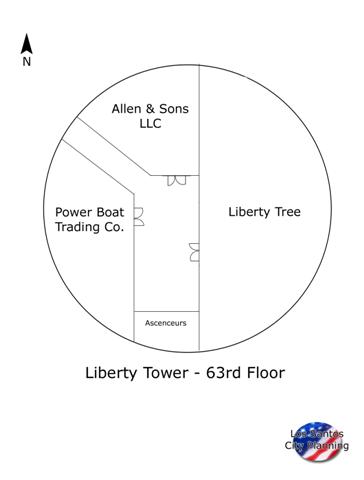 N
Allen & Sons
LLC
Power Boat
Trading Co.
Liberty Tree
Ascenceurs
Liberty Tower - 63rd Floor
Los Santos
City Planning